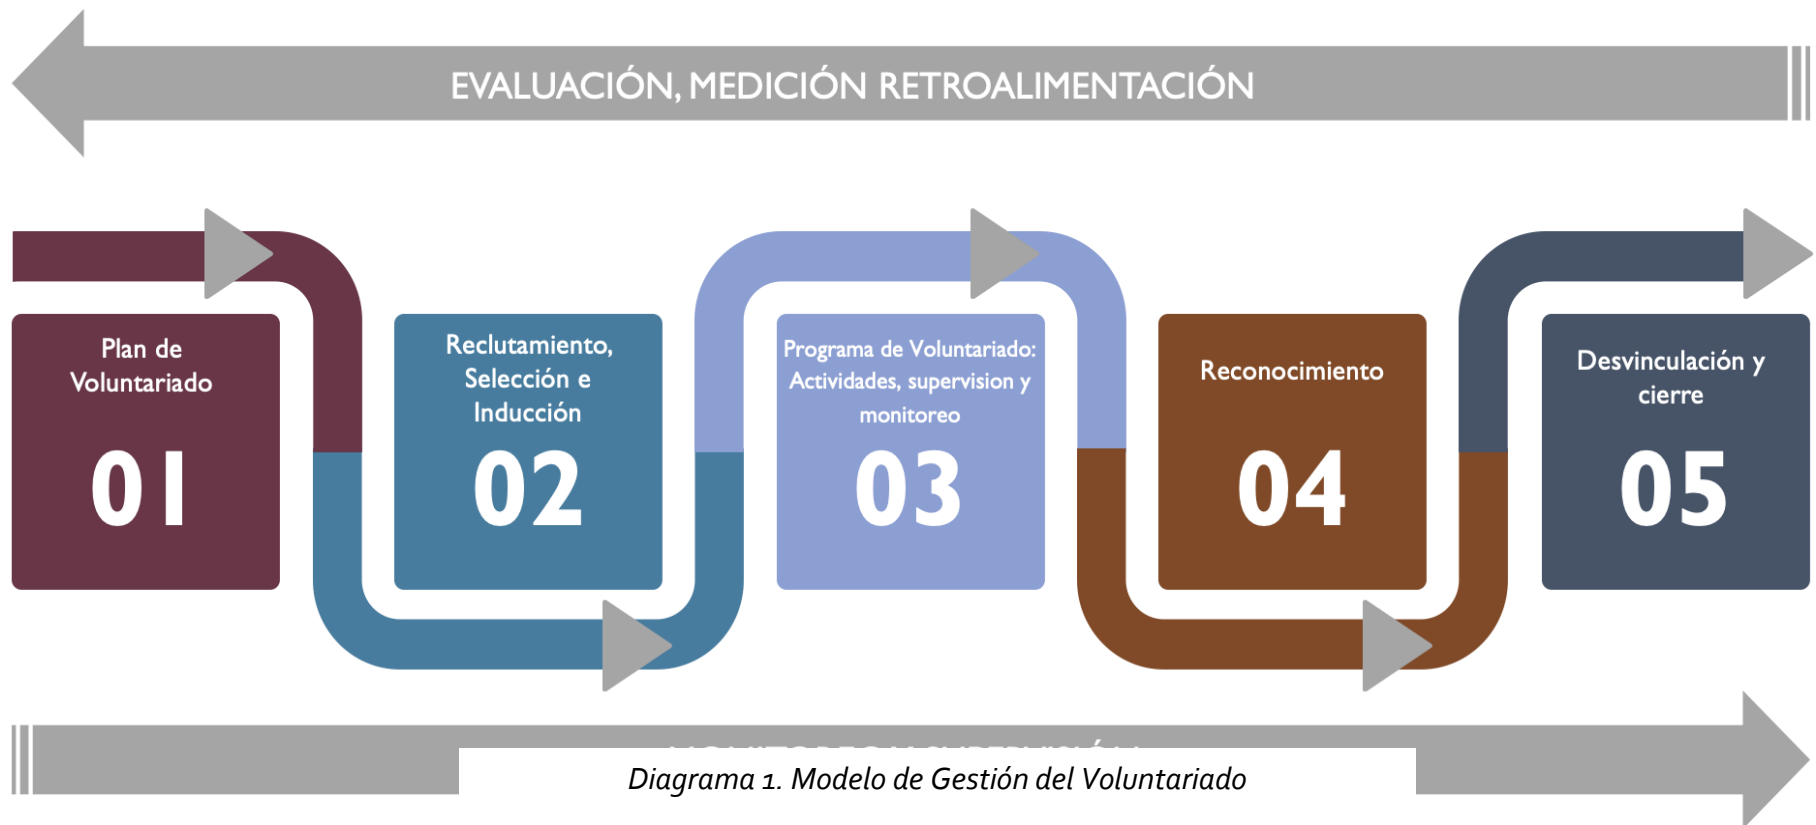 EVALUACIÓN, MEDICIÓN RETROALIMENTACIÓN
Plan de
Voluntariado
01
Reclutamiento,
Selección e
Inducción
02
Programa de Voluntariado:
Actividades, supervision y
monitoreo
03
Reconocimiento
04
Desvinculación y
cierre
05
Diagrama 1. Modelo de Gestión del Voluntariado